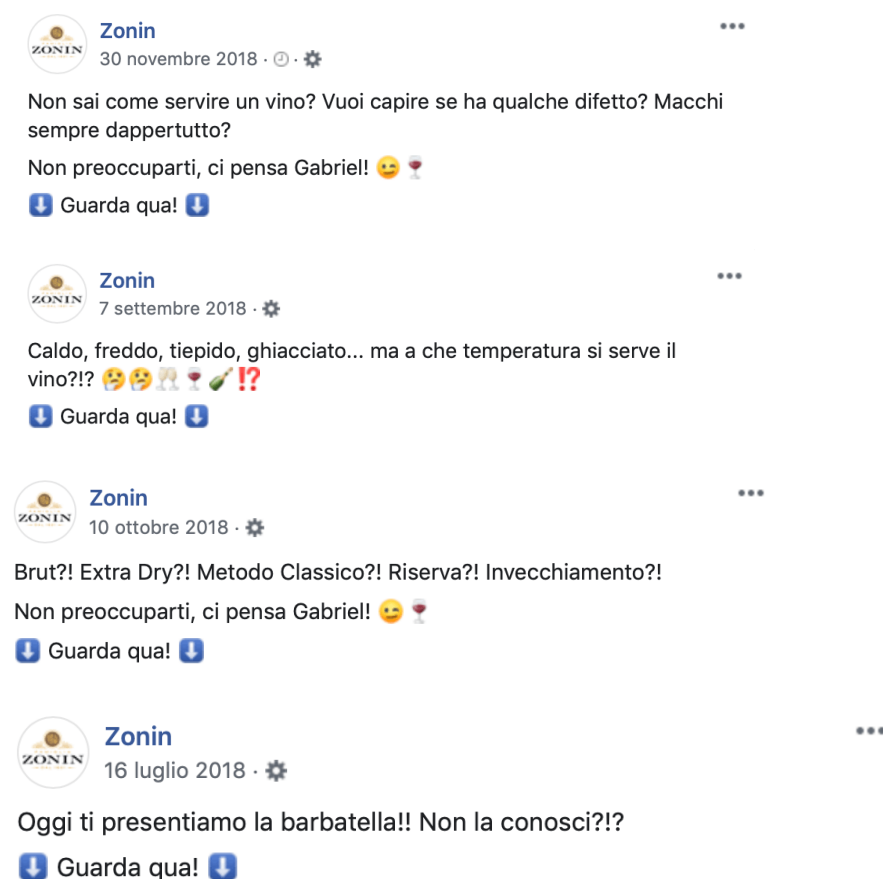 ZONIN
Zonin
30 novembre 2018 ·
Non sai come servire un vino? Vuoi capire se ha qualche difetto? Macchi
sempre dappertutto?
Non preoccuparti, ci pensa Gabriel! 😉🍷
⬇️ Guarda qua! ⬇️
ZONIN
Zonin
7 settembre 2018 ·
Caldo, freddo, tiepido, ghiacciato... ma a che temperatura si serve il
vino?!? 🤔🤔🥂🍷🍾⁉️
⬇️ Guarda qua! ⬇️
ZONIN
Zonin
10 ottobre 2018 ·
Brut?! Extra Dry?! Metodo Classico?! Riserva?! Invecchiamento?!
Non preoccuparti, ci pensa Gabriel! 😉🍷
⬇️ Guarda qua! ⬇️
ZONIN
Zonin
16 luglio 2018 ·
Oggi ti presentiamo la barbatella!! Non la conosci?!?
⬇️ Guarda qua! ⬇️